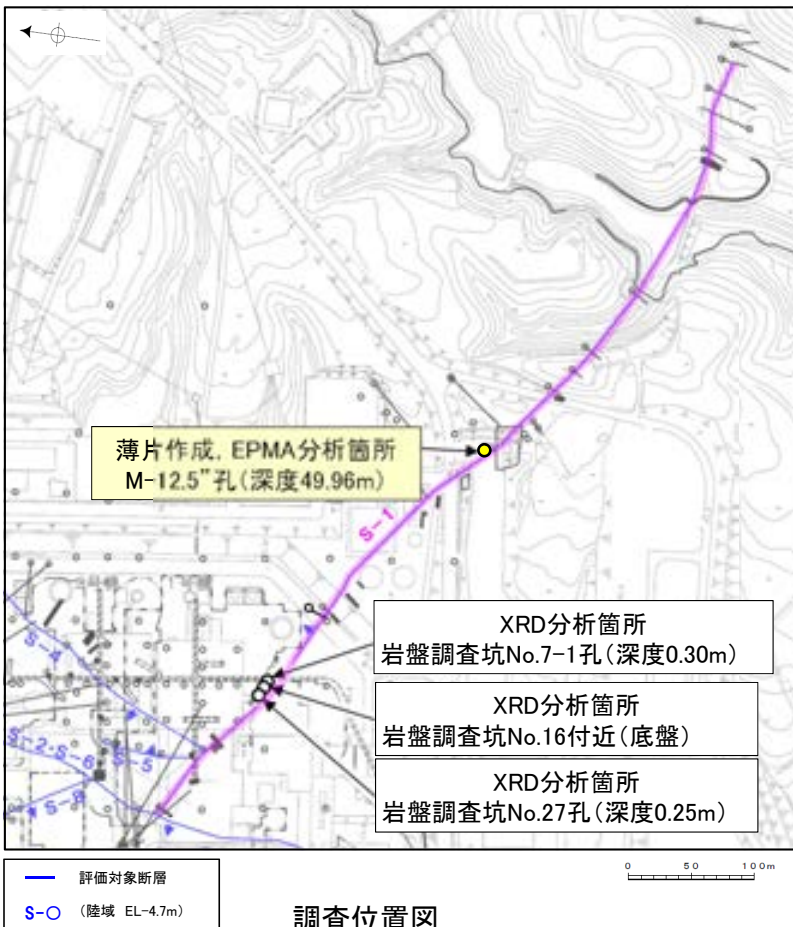 薄片作成，EPMA分析箇所
M-12.5”孔(深度49.96m)
S-1
XRD分析箇所
岩盤調査坑No.7-1孔(深度0.30m)
S-4
XRD分析箇所
岩盤調査坑No.16付近(底盤)
S-2・S-6
S-5
XRD分析箇所
岩盤調査坑No.27孔(深度0.25m)
S-8
評価対象断層
S-○ (陸域 EL-4.7m)
0 50 100m
調査位置図